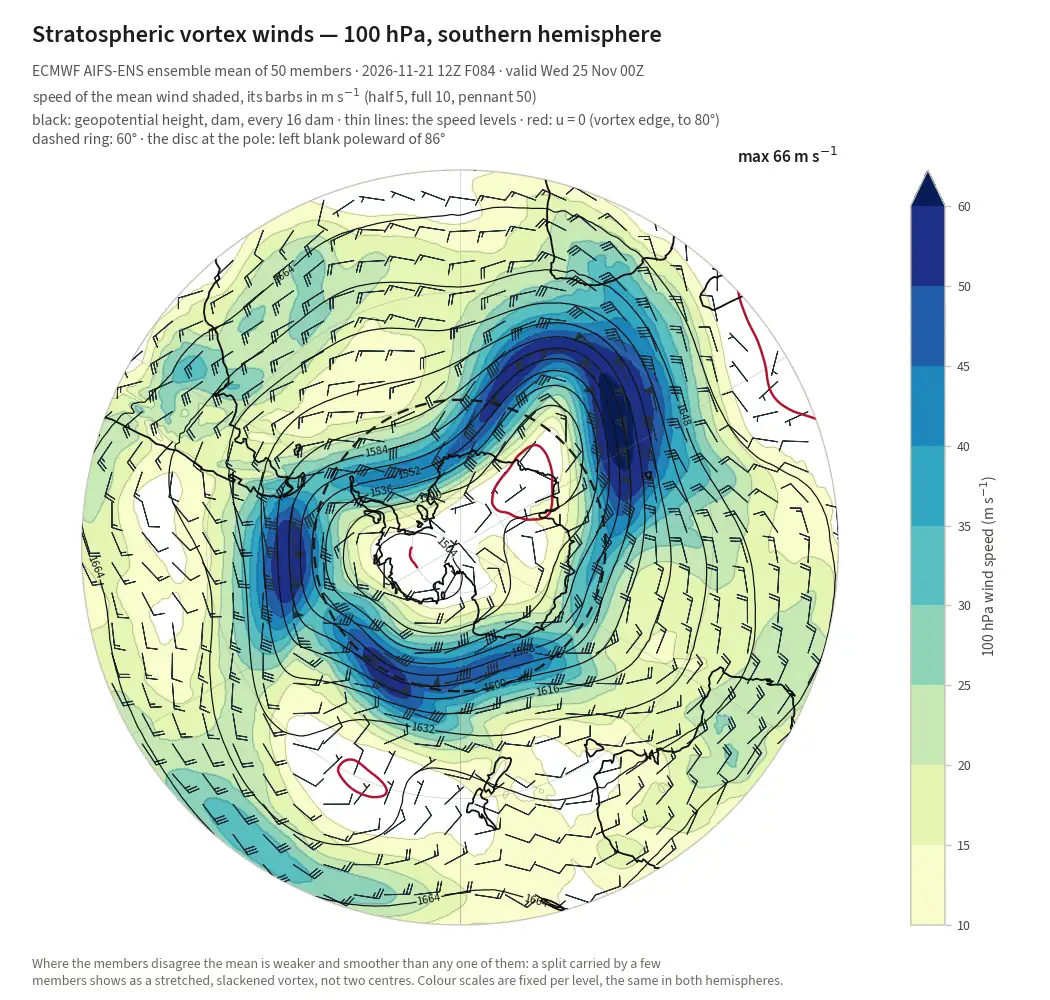 Stratospheric vortex winds — 100 hPa, southern hemisphere
ECMWF AIFS-ENS ensemble mean of 50 members · 2026-11-21 12Z F084 · valid Wed 25 Nov 00Z
speed of the mean wind shaded, its barbs in m s⁻¹ (half 5, full 10, pennant 50)
black: geopotential height, dam, every 16 dam · thin lines: the speed levels · red: u = 0 (vortex edge, to 80°)
dashed ring: 60° · the disc at the pole: left blank poleward of 86°
max 66 m s⁻¹
60
50
45
40
35
30
25
20
15
10
100 hPa wind speed (m s⁻¹)
1664
1648
1584
1552
1536
1504
1664
1568
1600
1616
1632
1664
1664
Where the members disagree the mean is weaker and smoother than any one of them: a split carried by a few
members shows as a stretched, slackened vortex, not two centres. Colour scales are fixed per level, the same in both hemispheres.